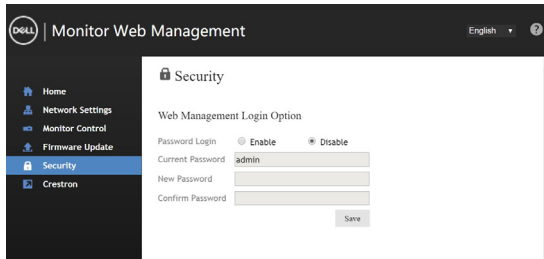 DELL | Monitor Web Management
English
?
Home
Network Settings
Monitor Control
Firmware Update
Security
Crestron
Security
Web Management Login Option
Password Login Enable Disable
Current Password admin
New Password
Confirm Password
Save